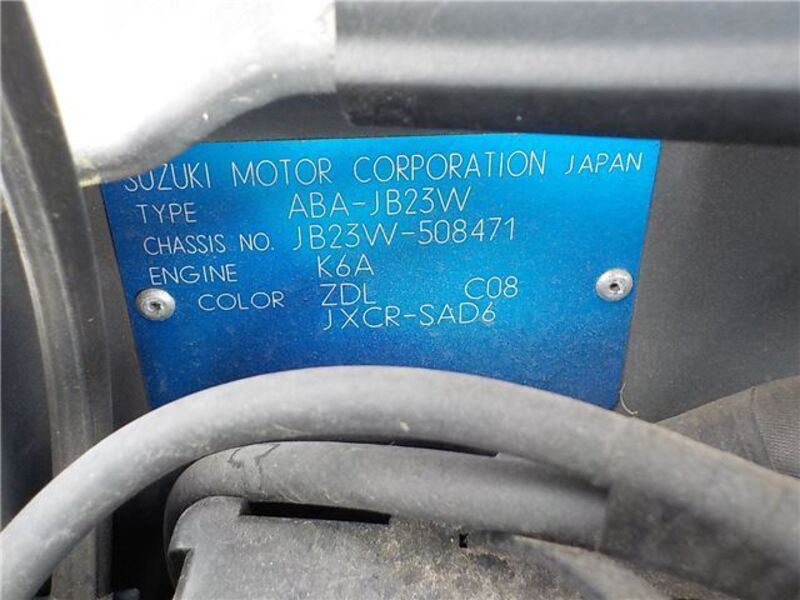 SUZUKI MOTOR CORPORATION JAPAN
TYPE ABA-JB23W
CHASSIS NO. JB23W-508471
ENGINE K6A
COLOR ZDL C08
JXCR-SAD6